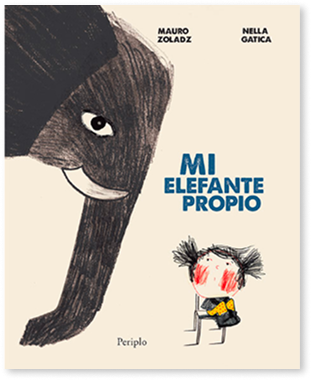 MAURO
ZOLADZ
NELLA
GATICA
MI
ELEFANTE
PROPIO
Periplo